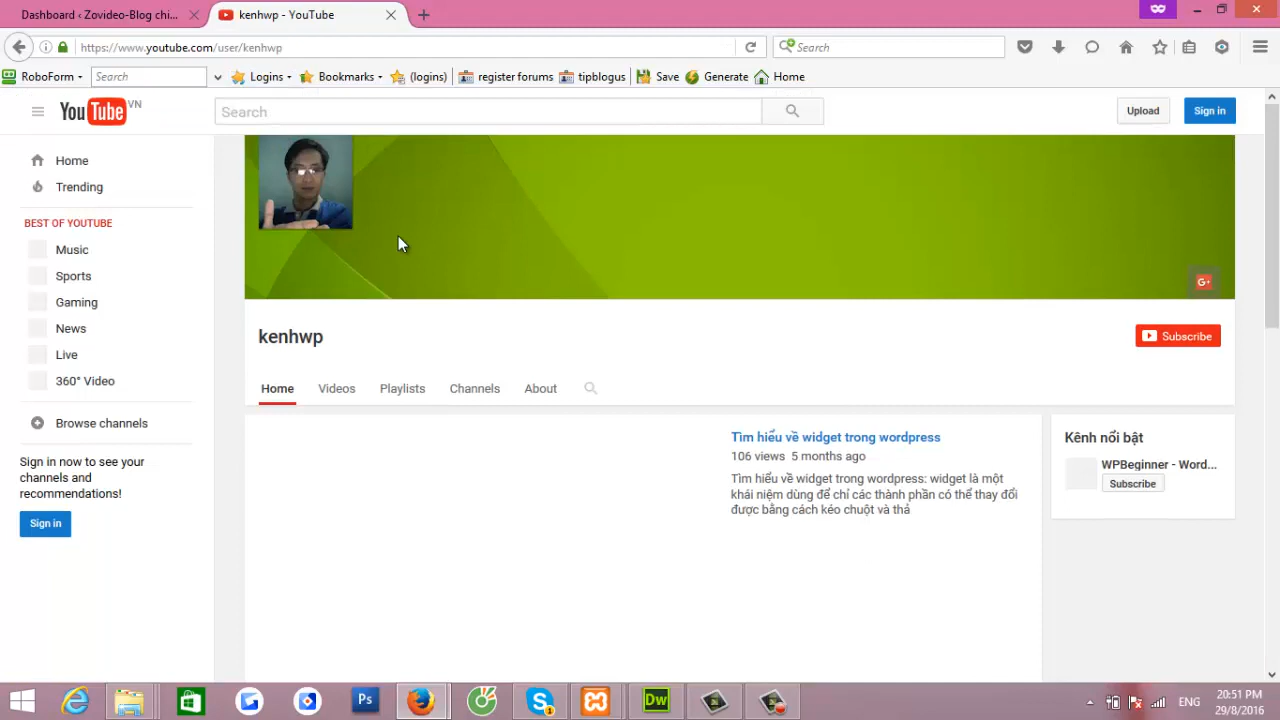 Dashboard ‹ Zovideo-Blog chi...
kenhwp - YouTube
https://www.youtube.com/user/kenhwp
Search
RoboForm
Search
Logins
Bookmarks
(logins)
register forums
tipblogus
Save
Generate
Home
YouTube VN
Search
Upload
Sign in
Home
Trending
BEST OF YOUTUBE
Music
Sports
Gaming
News
Live
360° Video
Browse channels
Sign in now to see your
channels and
recommendations!
Sign in
G+
kenhwp
Subscribe
Home
Videos
Playlists
Channels
About
Tìm hiểu về widget trong wordpress
106 views 5 months ago
Tìm hiểu về widget trong wordpress: widget là một
khái niệm dùng để chỉ các thành phần có thể thay đổi
được bằng cách kéo chuột và thả
Kênh nổi bật
WPBeginner - Word...
Subscribe
Ps
Dw
ENG
20:51 PM
29/8/2016